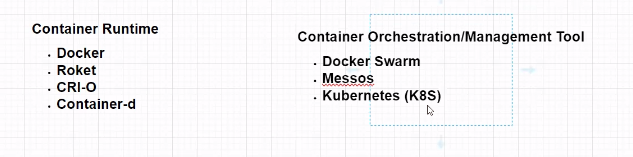 Container Runtime
. Docker
. Roket
. CRI-O
. Container-d
Container Orchestration/Management Tool
. Docker Swarm
. Messos
. Kubernetes (K8S)